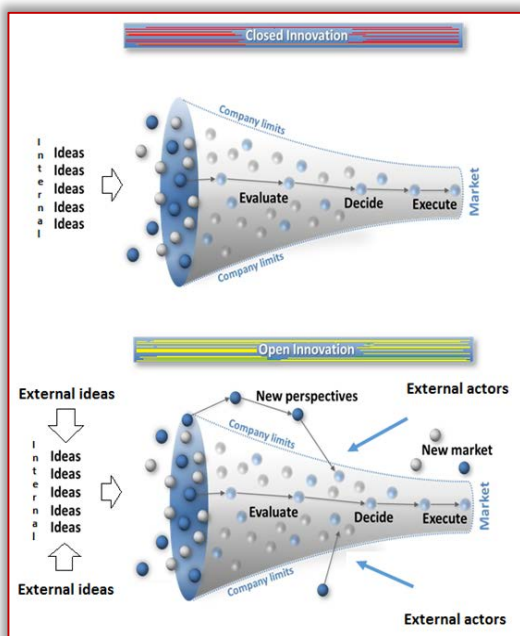 Closed Innovation
Company limits
Internal
Ideas
Ideas
Ideas
Ideas
Ideas
Evaluate
Decide
Execute
Market
Company limits
Open Innovation
External ideas
New perspectives
External actors
Company limits
New market
Internal
Ideas
Ideas
Ideas
Ideas
Ideas
Evaluate
Decide
Execute
Market
External ideas
Company limits
External actors